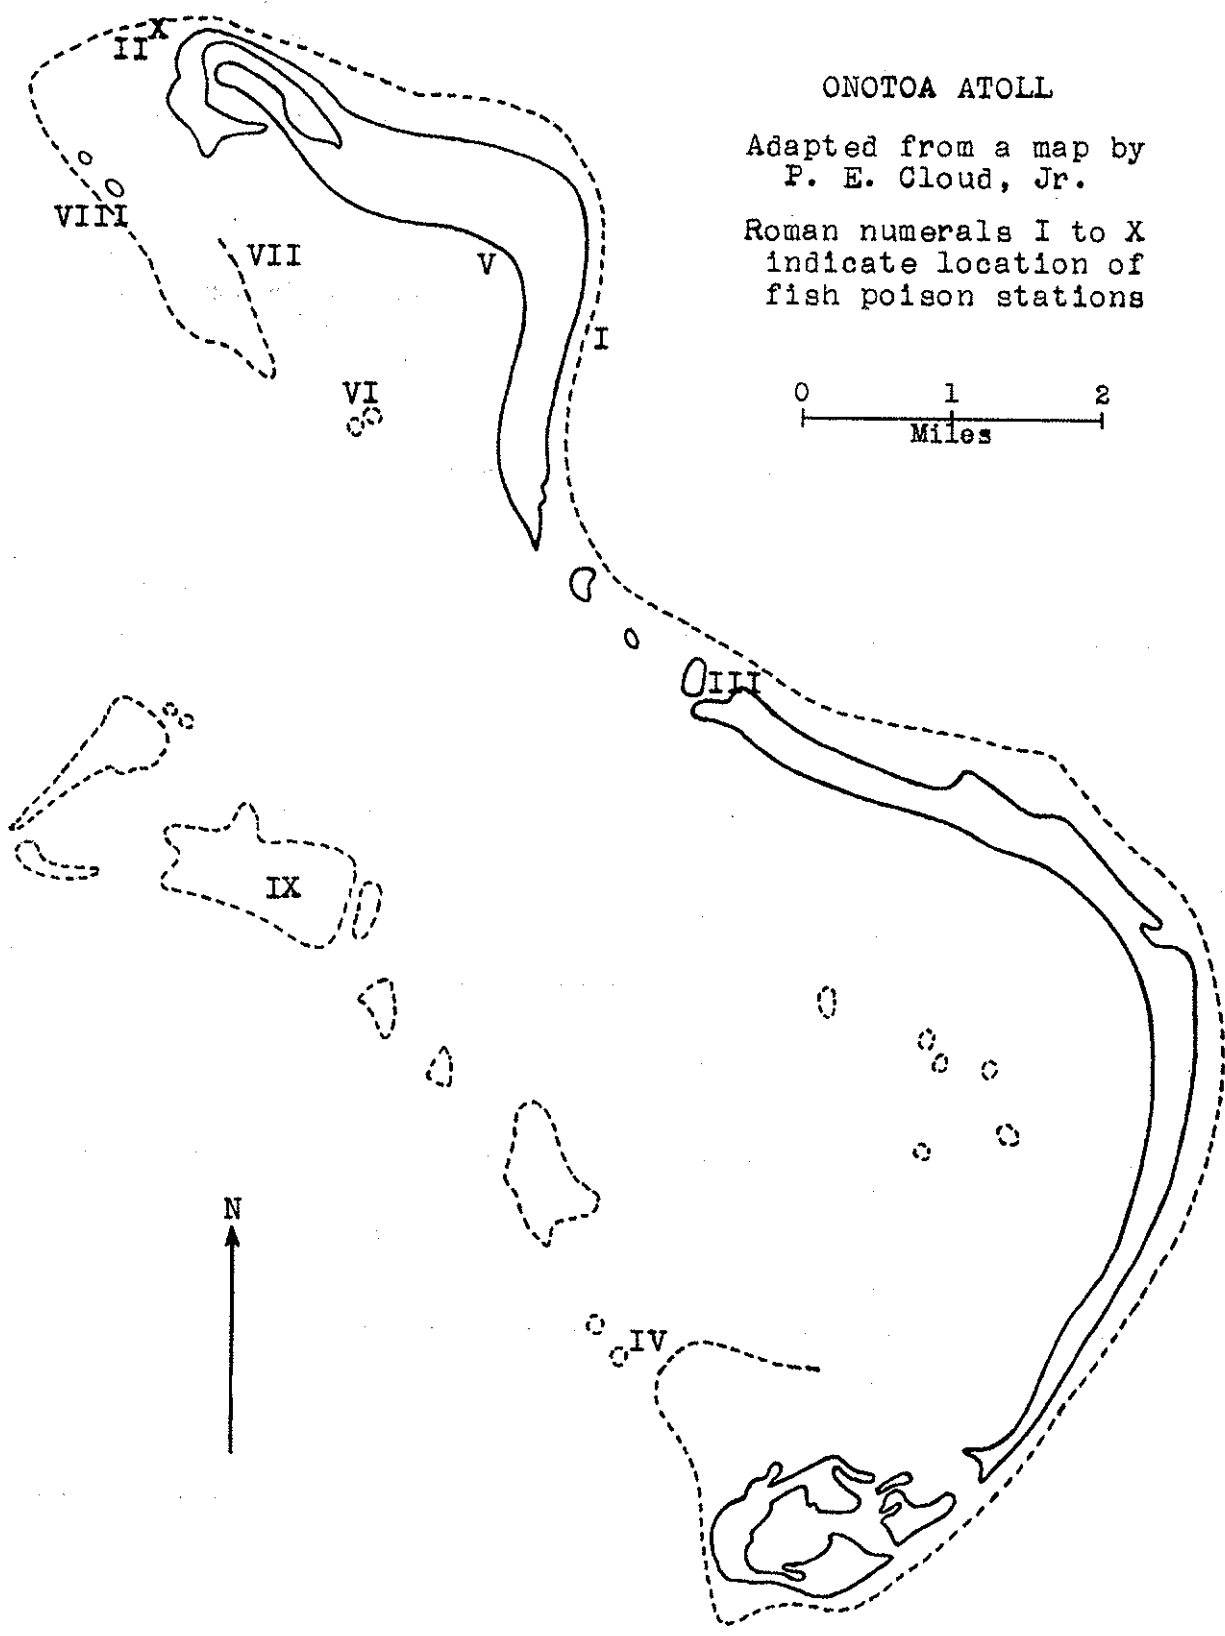 ONOTOA ATOLL
Adapted from a map by
P. E. Cloud, Jr.
Roman numerals I to X
indicate location of
fish poison stations
0 1 2
Miles
X
II
VIII
VII
V
I
VI
III
IX
N
IV